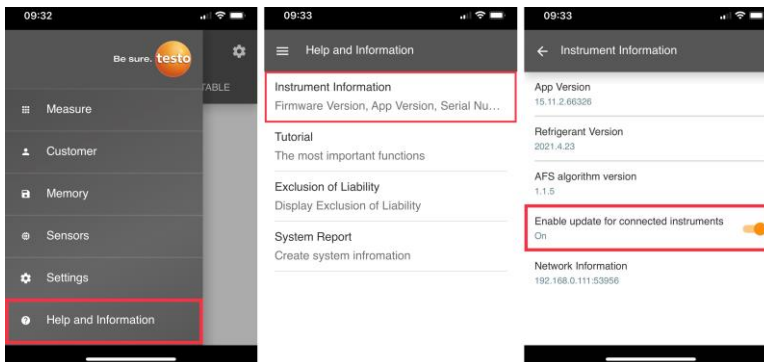 09:32
Be sure. testo
TABLE
Measure
Customer
Memory
Sensors
Settings
Help and Information
09:33
Help and Information
Instrument Information
Firmware Version, App Version, Serial Nu...
Tutorial
The most important functions
Exclusion of Liability
Display Exclusion of Liability
System Report
Create system infromation
09:33
Instrument Information
App Version
15.11.2.66326
Refrigerant Version
2021.4.23
AFS algorithm version
1.1.5
Enable update for connected instruments
On
Network Information
192.168.0.111:53956